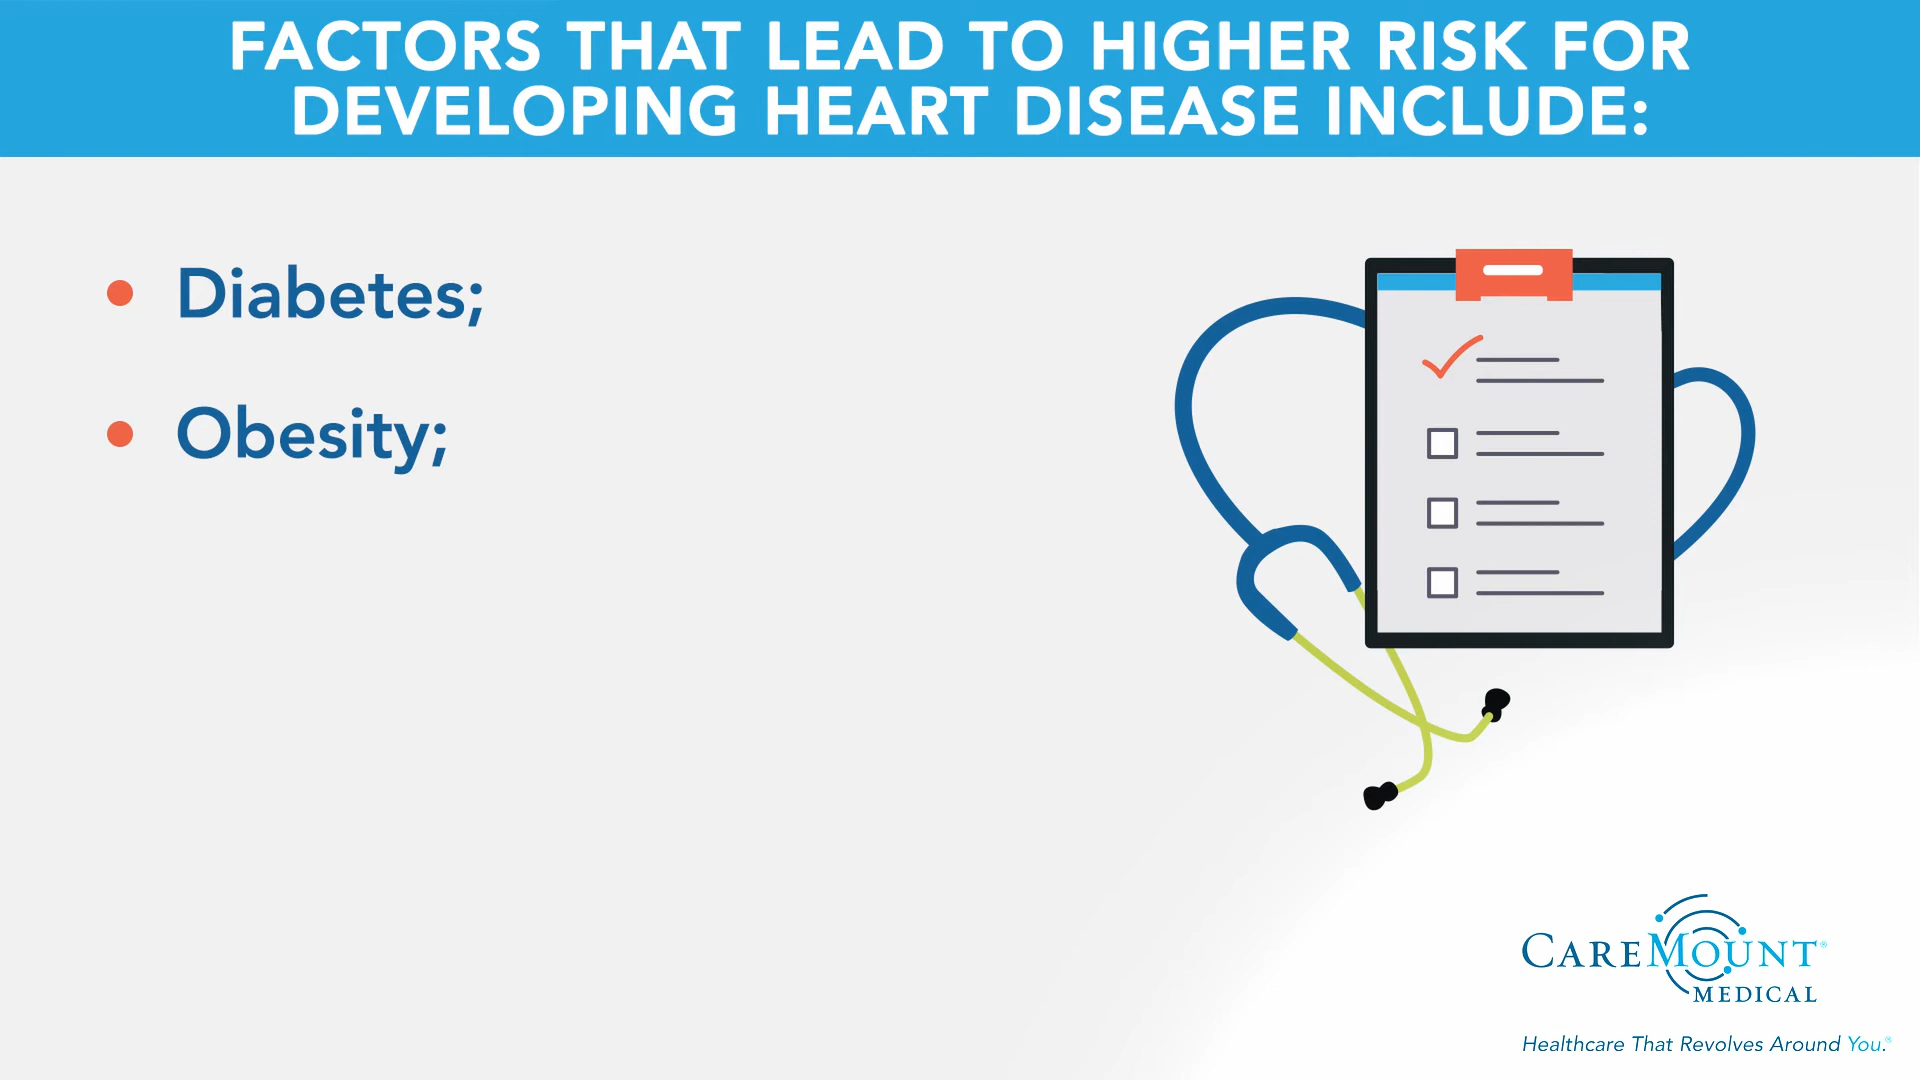 FACTORS THAT LEAD TO HIGHER RISK FOR
DEVELOPING HEART DISEASE INCLUDE:
• Diabetes;
• Obesity;
CAREMOUNT®
MEDICAL
Healthcare That Revolves Around You.®